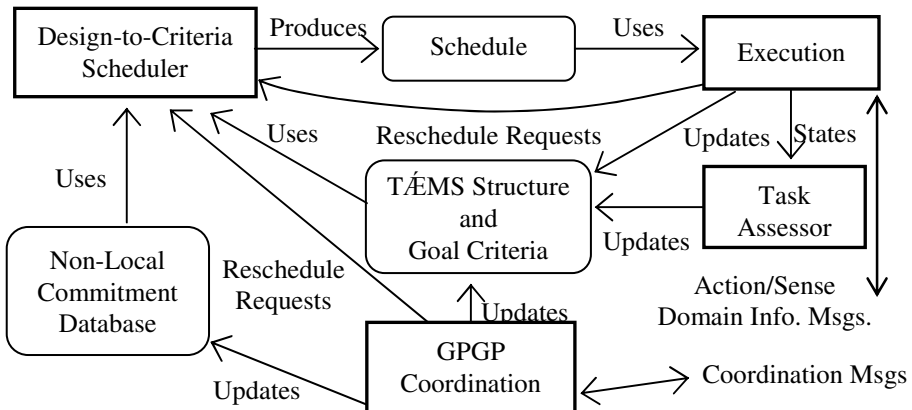 Design-to-Criteria
Scheduler
Produces
Schedule
Uses
Execution
Reschedule Requests
Updates
States
Uses
Uses
TǼMS Structure
and
Goal Criteria
Updates
Task
Assessor
Non-Local
Commitment
Database
Reschedule
Requests
Action/Sense
Domain Info. Msgs.
Updates
GPGP
Coordination
Updates
Coordination Msgs